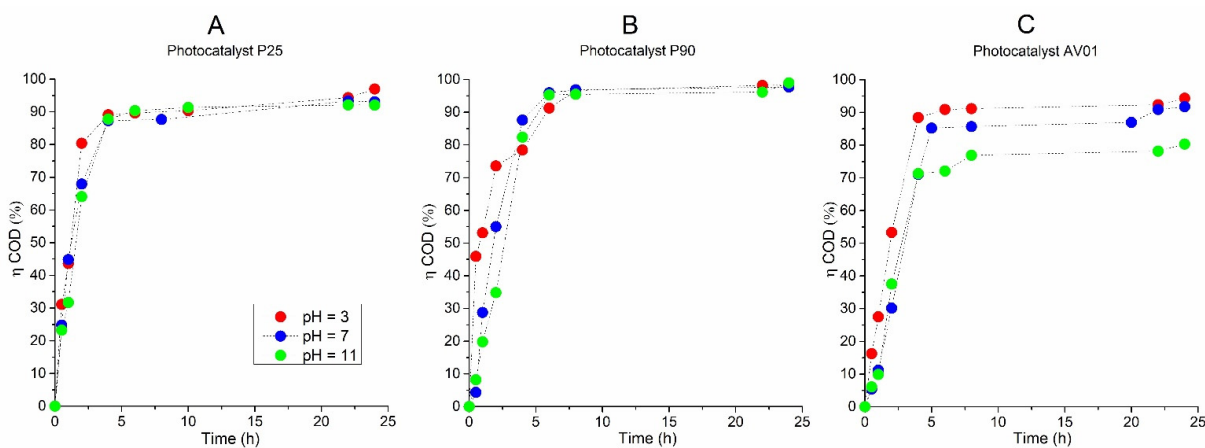 A
Photocatalyst P25
η COD (%)
100
90
80
70
60
50
40
30
20
10
0
pH = 3
pH = 7
pH = 11
0 5 10 15 20 25
Time (h)
B
Photocatalyst P90
η COD (%)
100
90
80
70
60
50
40
30
20
10
0
0 5 10 15 20 25
Time (h)
C
Photocatalyst AV01
η COD (%)
100
90
80
70
60
50
40
30
20
10
0
0 5 10 15 20 25
Time (h)